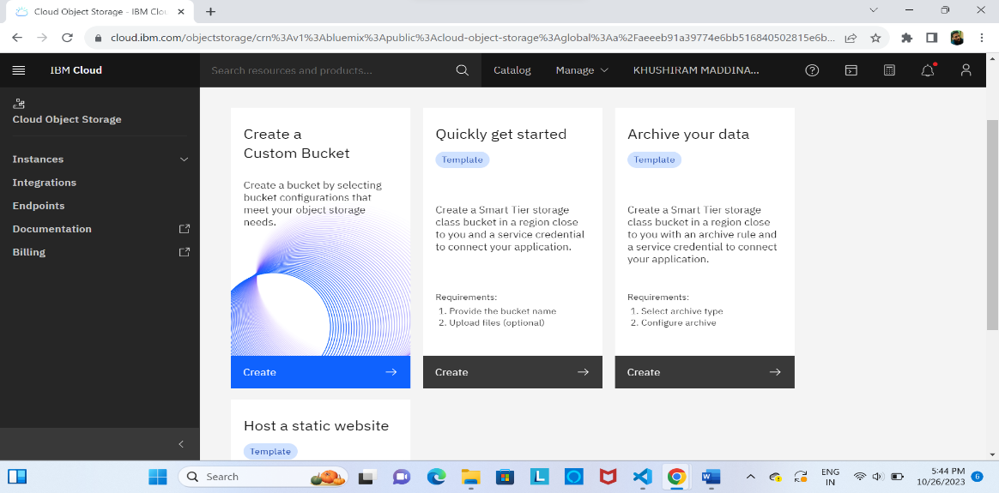 Cloud Object Storage - IBM Clou
cloud.ibm.com/objectstorage/crn%3Av1%3Abluemix%3Apublic%3Acloud-object-storage%3Aglobal%3Aa%2Faeeeb91a39774e6bb516840502815e6b...
IBM Cloud
Search resources and products...
Catalog
Manage
KHUSHIRAM MADDINA...
Cloud Object Storage
Instances
Integrations
Endpoints
Documentation
Billing
Create a
Custom Bucket
Create a bucket by selecting
bucket configurations that
meet your object storage
needs.
Create
Quickly get started
Template
Create a Smart Tier storage
class bucket in a region close
to you and a service credential
to connect your application.
Requirements:
1. Provide the bucket name
2. Upload files (optional)
Create
Archive your data
Template
Create a Smart Tier storage
class bucket in a region close
to you with an archive rule and
a service credential to connect
your application.
Requirements:
1. Select archive type
2. Configure archive
Create
Host a static website
Template
Search
L
W
ENG
IN
5:44 PM
10/26/2023
6